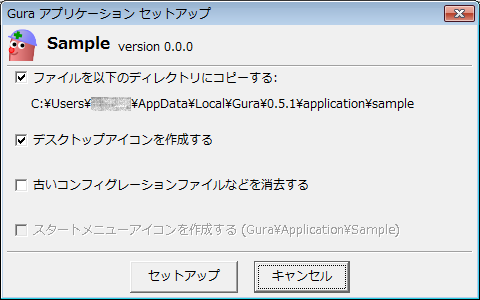 Gura アプリケーション セットアップ
Sample version 0.0.0
ファイルを以下のディレクトリにコピーする:
C:¥Users¥ ¥AppData¥Local¥Gura¥0.5.1¥application¥sample
デスクトップアイコンを作成する
古いコンフィグレーションファイルなどを消去する
スタートメニューアイコンを作成する (Gura¥Application¥Sample)
セットアップ キャンセル